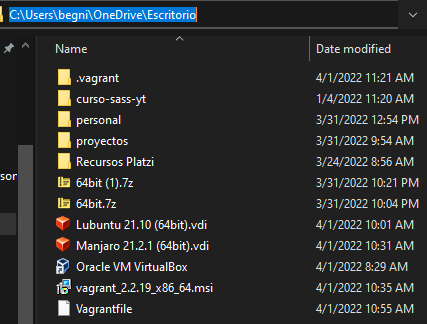 C:\Users\begni\OneDrive\Escritorio
Name Date modified
.vagrant 4/1/2022 11:21 AM
curso-sass-yt 1/4/2022 11:20 AM
personal 3/31/2022 12:54 PM
proyectos 3/31/2022 9:54 AM
Recursos Platzi 3/24/2022 8:56 AM
son
64bit (1).7z 3/31/2022 10:21 PM
64bit.7z 3/31/2022 10:04 PM
Lubuntu 21.10 (64bit).vdi 4/1/2022 10:01 AM
Manjaro 21.2.1 (64bit).vdi 4/1/2022 10:31 AM
Oracle VM VirtualBox 4/1/2022 8:29 AM
vagrant_2.2.19_x86_64.msi 4/1/2022 10:35 AM
Vagrantfile 4/1/2022 10:55 AM